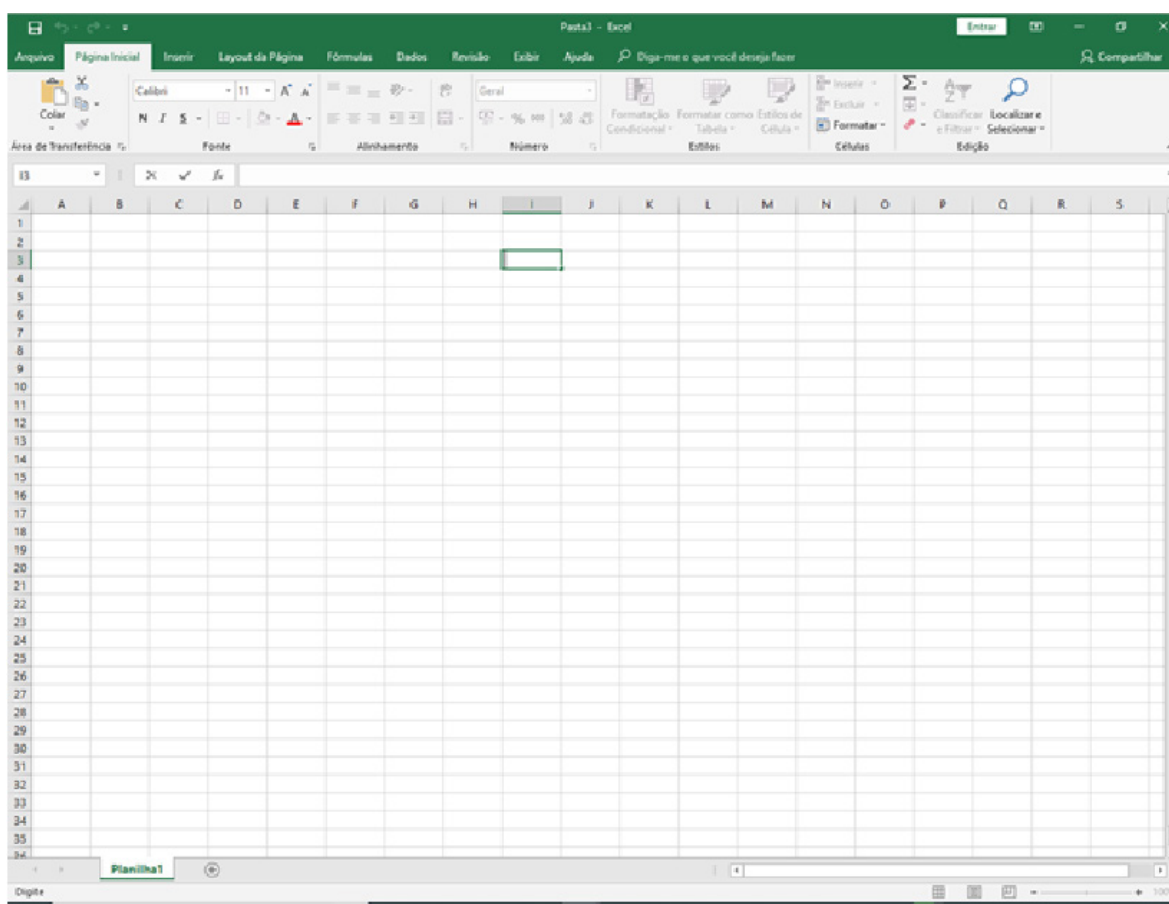 Pasta3 - Excel
Entrar
Arquivo Página Inicial Inserir Layout da Página Fórmulas Dados Revisão Exibir Ajuda Diga-me o que você deseja fazer Compartilhar
Colar
Calibri 11
N I S
Geral
%
Formatação Condicional
Formatar como Tabela
Estilos de Célula
Inserir
Excluir
Formatar
Classificar e Filtrar
Localizar e Selecionar
Área de Transferência Fonte Alinhamento Número Estilos Células Edição
I3 fx
A B C D E F G H I J K L M N O P Q R S
1
2
3
4
5
6
7
8
9
10
11
12
13
14
15
16
17
18
19
20
21
22
23
24
25
26
27
28
29
30
31
32
33
34
35
36
Planilha1
Digite
100